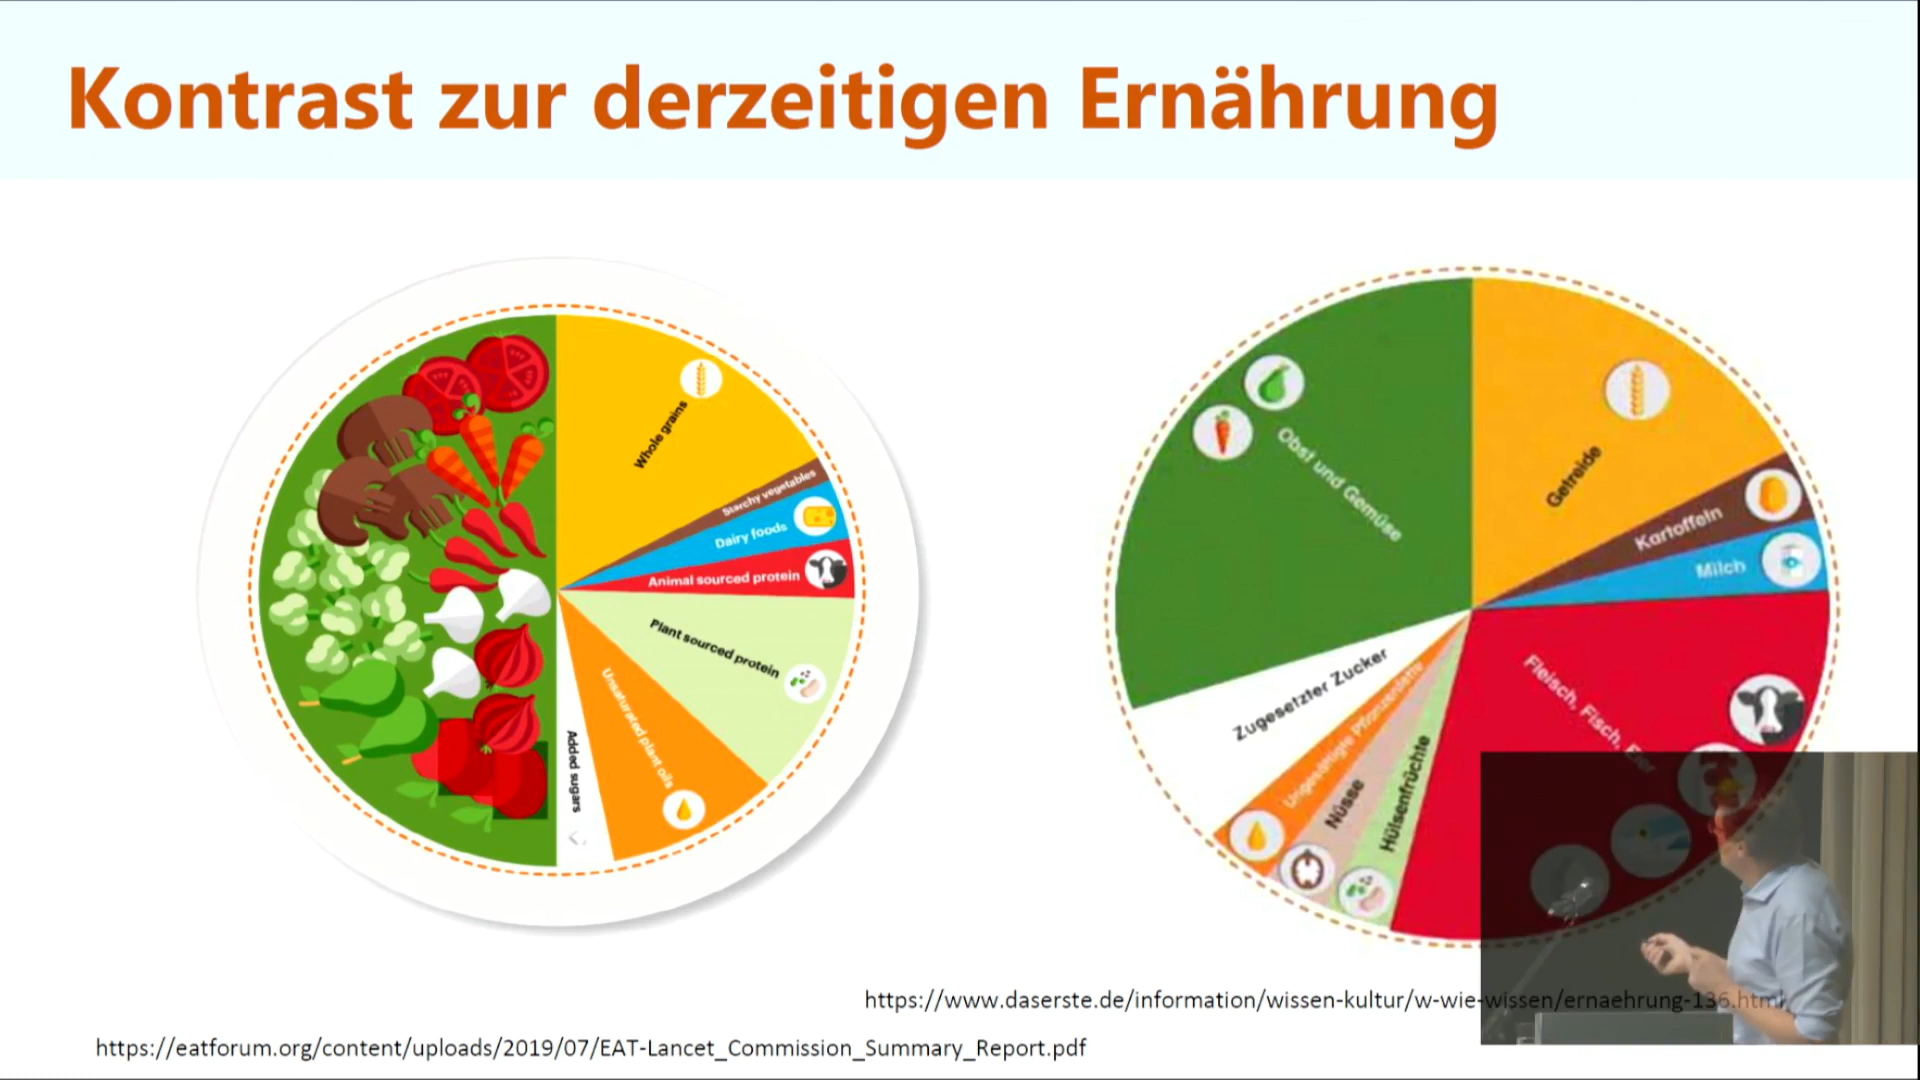 Kontrast zur derzeitigen Ernährung
Whole grains
Starchy vegetables
Dairy foods
Animal sourced protein
Plant sourced protein
Unsaturated plant oils
Added sugars
Obst und Gemüse
Getreide
Kartoffeln
Milch
Fleisch, Fisch, Eier
Hülsenfrüchte
Nüsse
Ungesättigte Pflanzenfette
Zugesetzter Zucker
https://www.daserste.de/information/wissen-kultur/w-wie-wissen/ernaehrung-136.html
https://eatforum.org/content/uploads/2019/07/EAT-Lancet_Commission_Summary_Report.pdf